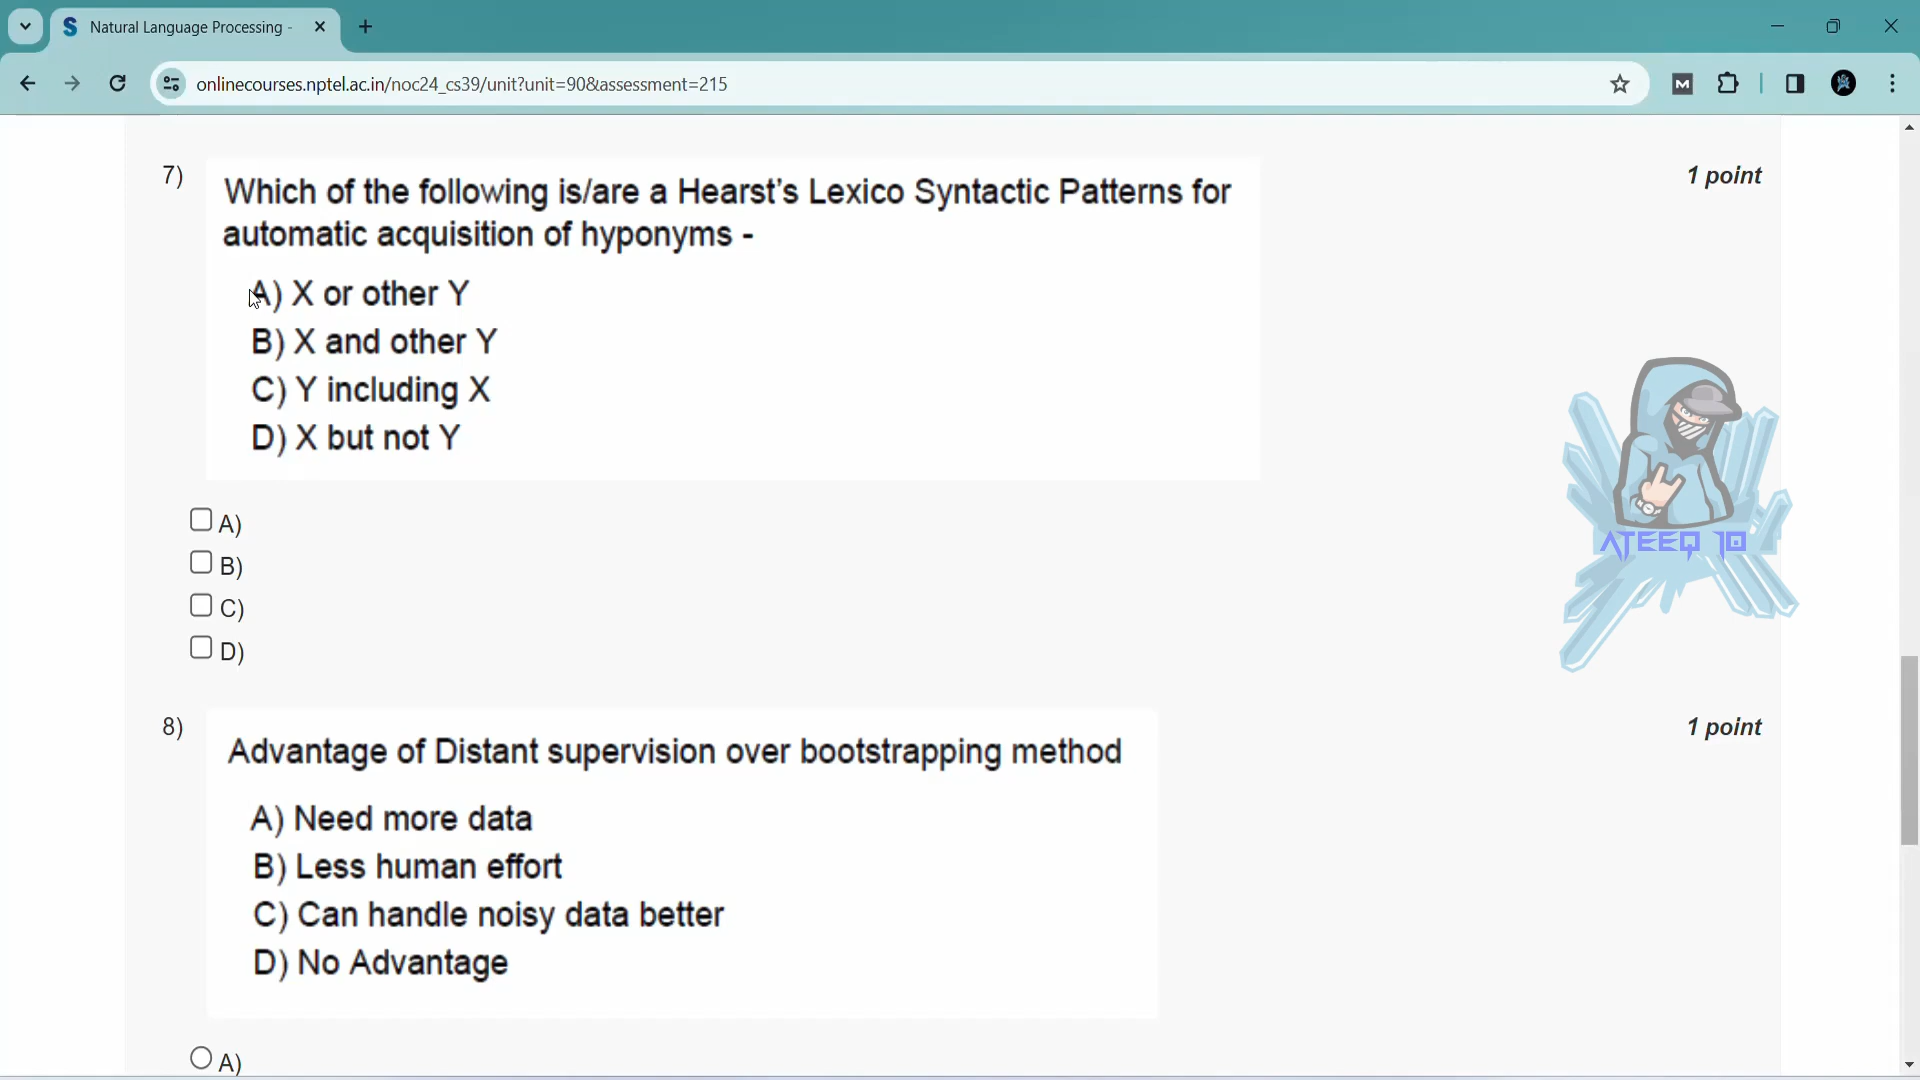 Natural Language Processing -
onlinecourses.nptel.ac.in/noc24_cs39/unit?unit=90&assessment=215
M
7)
1 point
Which of the following is/are a Hearst's Lexico Syntactic Patterns for
automatic acquisition of hyponyms -
A) X or other Y
B) X and other Y
C) Y including X
D) X but not Y
A)
B)
C)
D)
ATEEQ 10
8)
1 point
Advantage of Distant supervision over bootstrapping method
A) Need more data
B) Less human effort
C) Can handle noisy data better
D) No Advantage
A)